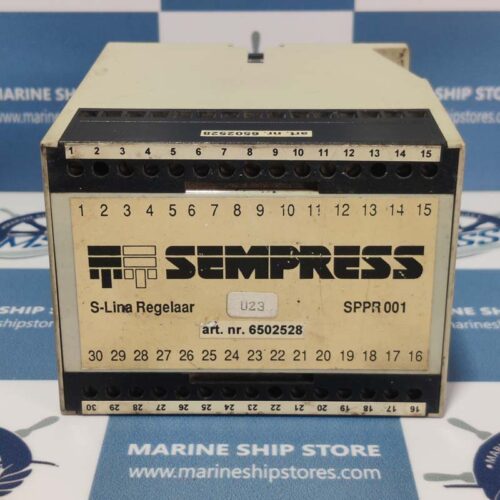 MARINE SHIP STORE
art. nr. 6502528
1 2 3 4 5 6 7 8 9 10 11 12 13 14 15
1 2 3 4 5 6 7 8 9 10 11 12 13 14 15
SEMPRESS
S-Line Regelaar U23 SPPR 001
art. nr. 6502528
30 29 28 27 26 25 24 23 22 21 20 19 18 17 16
30 29 28 27 26 25 24 23 22 21 20 19 18 17 16
MARINE SHIP STORE
www.marineshipstores.com